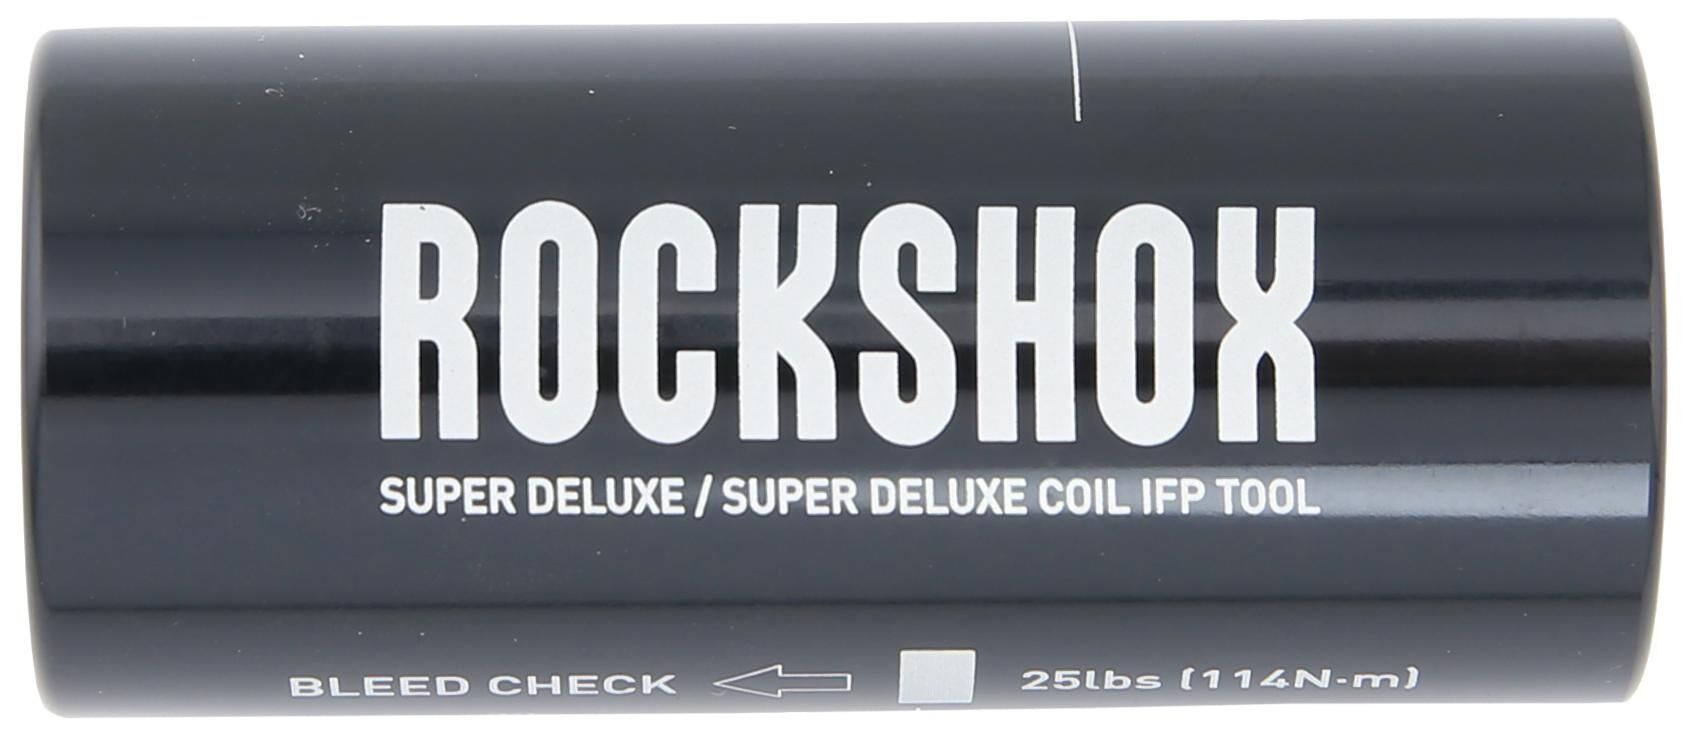 ROCKSHOX
SUPER DELUXE / SUPER DELUXE COIL IFP TOOL
BLEED CHECK 25lbs (114N·m)